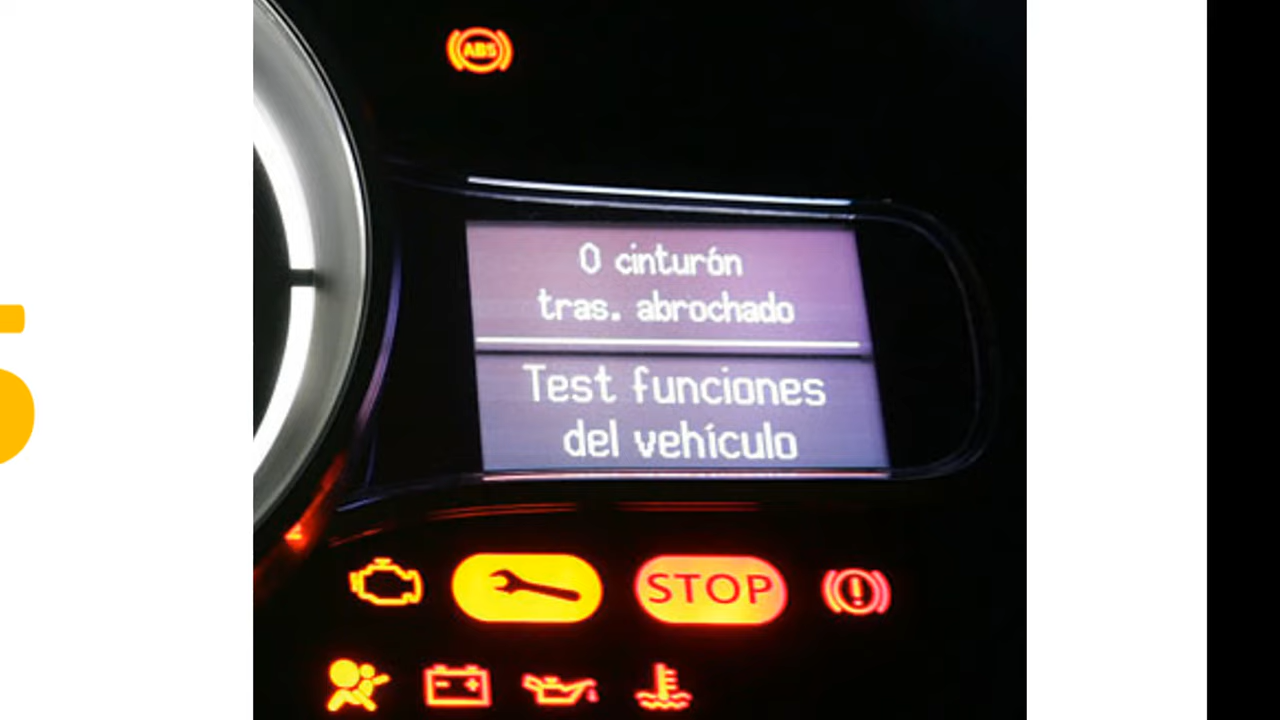 ABS
0 cinturón
tras. abrochado
Test funciones
del vehículo
STOP